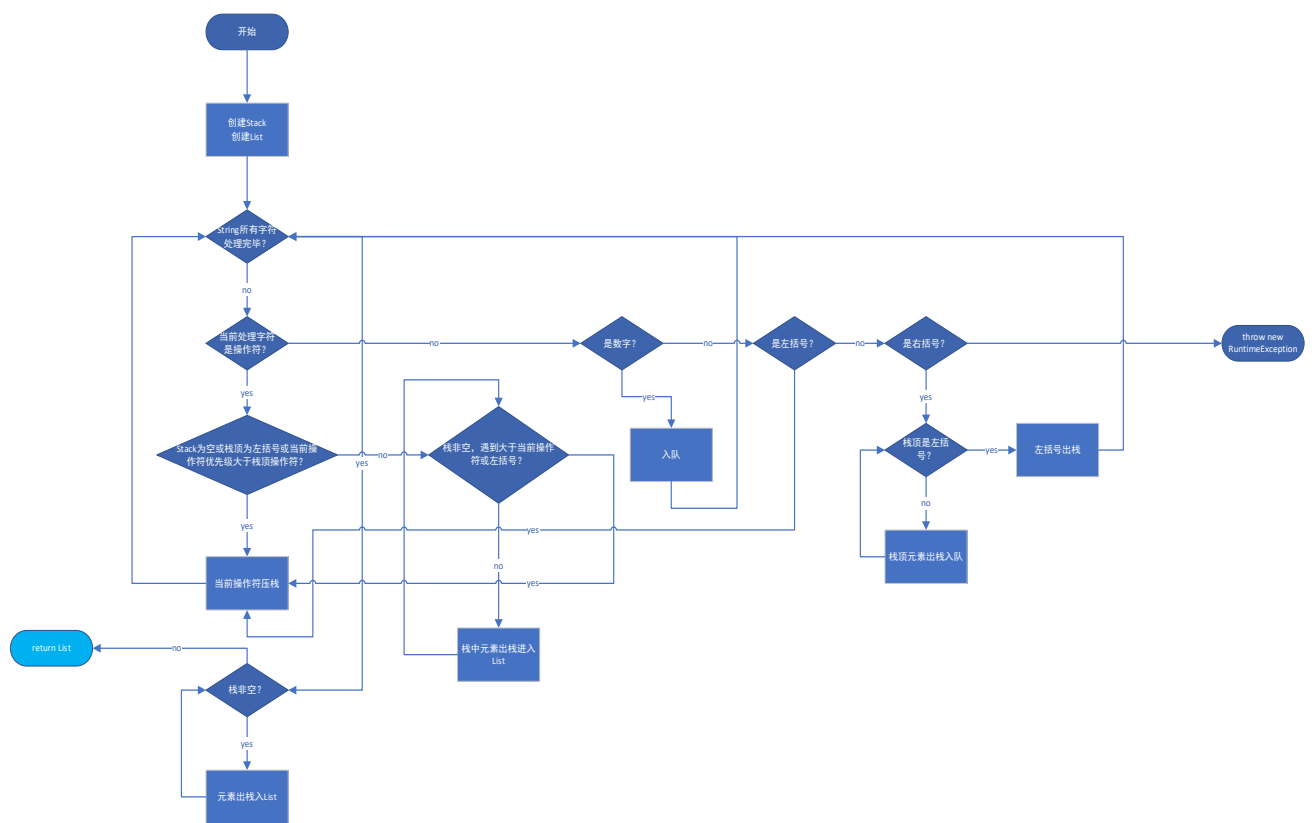 开始
创建Stack
创建List
String所有字符
处理完毕？
no
当前处理字符
是操作符？
no
是数字？
no
是左括号？
no
是右括号？
throw new
RuntimeException
yes
yes
yes
Stack为空或栈顶为左括号或当前操
作符优先级大于栈顶操作符？
no
yes
栈非空，遇到大于当前操作
符或左括号？
入队
栈顶是左括
号？
yes
左括号出栈
no
yes
yes
no
栈顶元素出栈入队
当前操作符压栈
yes
return List
no
栈中元素出栈进入
List
栈非空？
yes
元素出栈入List